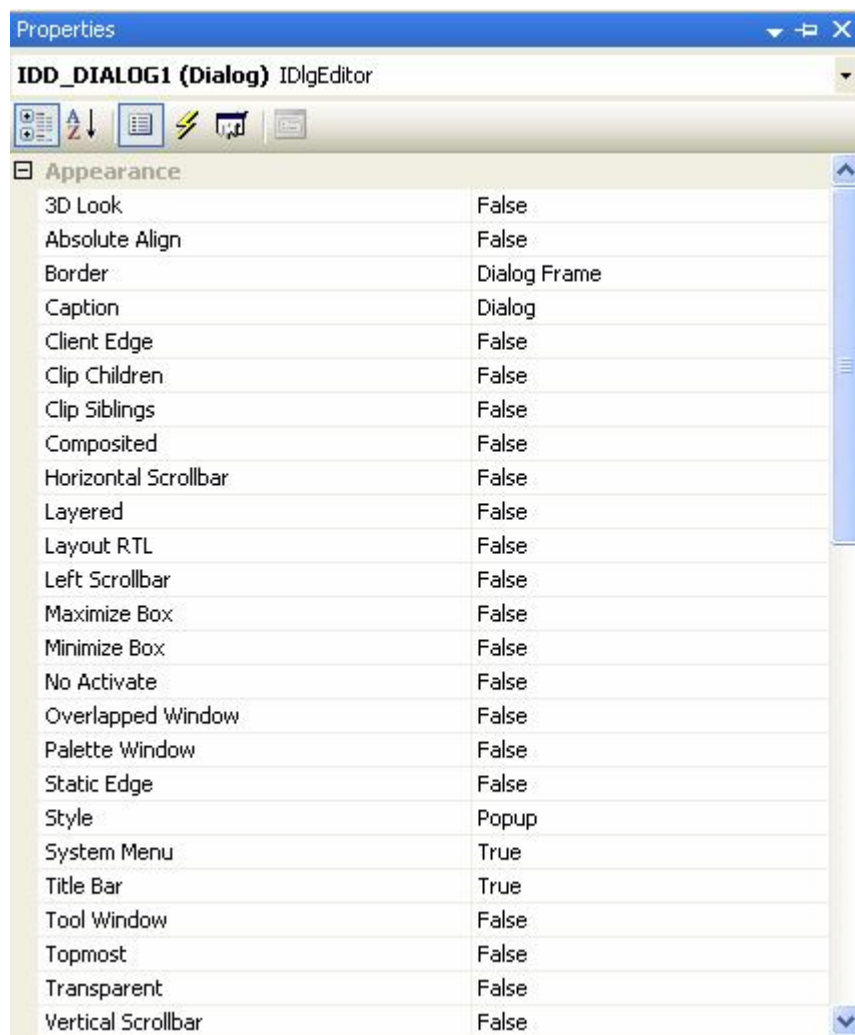 Properties
IDD_DIALOG1 (Dialog) IDlgEditor
Appearance
3D Look False
Absolute Align False
Border Dialog Frame
Caption Dialog
Client Edge False
Clip Children False
Clip Siblings False
Composited False
Horizontal Scrollbar False
Layered False
Layout RTL False
Left Scrollbar False
Maximize Box False
Minimize Box False
No Activate False
Overlapped Window False
Palette Window False
Static Edge False
Style Popup
System Menu True
Title Bar True
Tool Window False
Topmost False
Transparent False
Vertical Scrollbar False